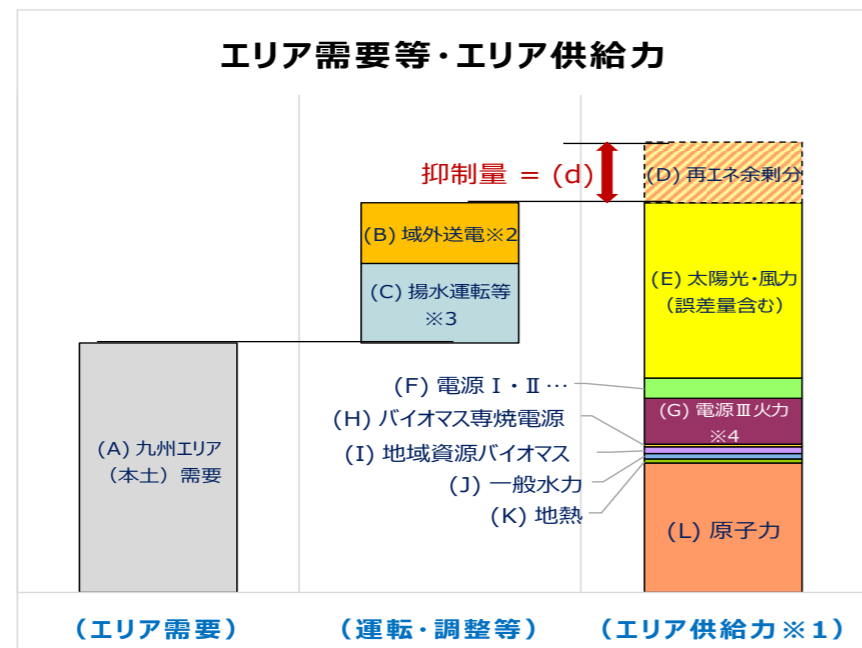 エリア需要等・エリア供給力
抑制量 = (d)
(D) 再エネ余剰分
(B) 域外送電※2
(C) 揚水運転等
※3
(E) 太陽光・風力
（誤差量含む）
(F) 電源Ⅰ・Ⅱ…
(G) 電源Ⅲ火力
※4
(H) バイオマス専焼電源
(I) 地域資源バイオマス
(J) 一般水力
(K) 地熱
(A) 九州エリア
（本土）需要
(L) 原子力
（エリア需要）
（運転・調整等）
（エリア供給力※1）